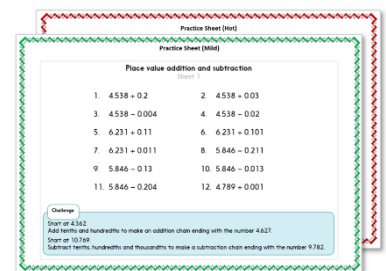 Practice Sheet (Hot)
Practice Sheet (Mild)
Place value addition and subtraction
Sheet 1
1. 4.538 + 0.2 2. 4.538 + 0.03
3. 4.538 – 0.004 4. 4.538 – 0.02
5. 6.231 + 0.11 6. 6.231 + 0.101
7. 6.231 + 0.011 8. 5.846 – 0.211
9. 5.846 – 0.13 10. 5.846 – 0.013
11. 5.846 – 0.204 12. 4.789 + 0.001
Challenge
Start at 4.362.
Add tenths and hundredths to make an addition chain ending with the number 4.627.
Start at 10.769.
Subtract tenths, hundredths and thousandths to make a subtraction chain ending with the number 9.782.